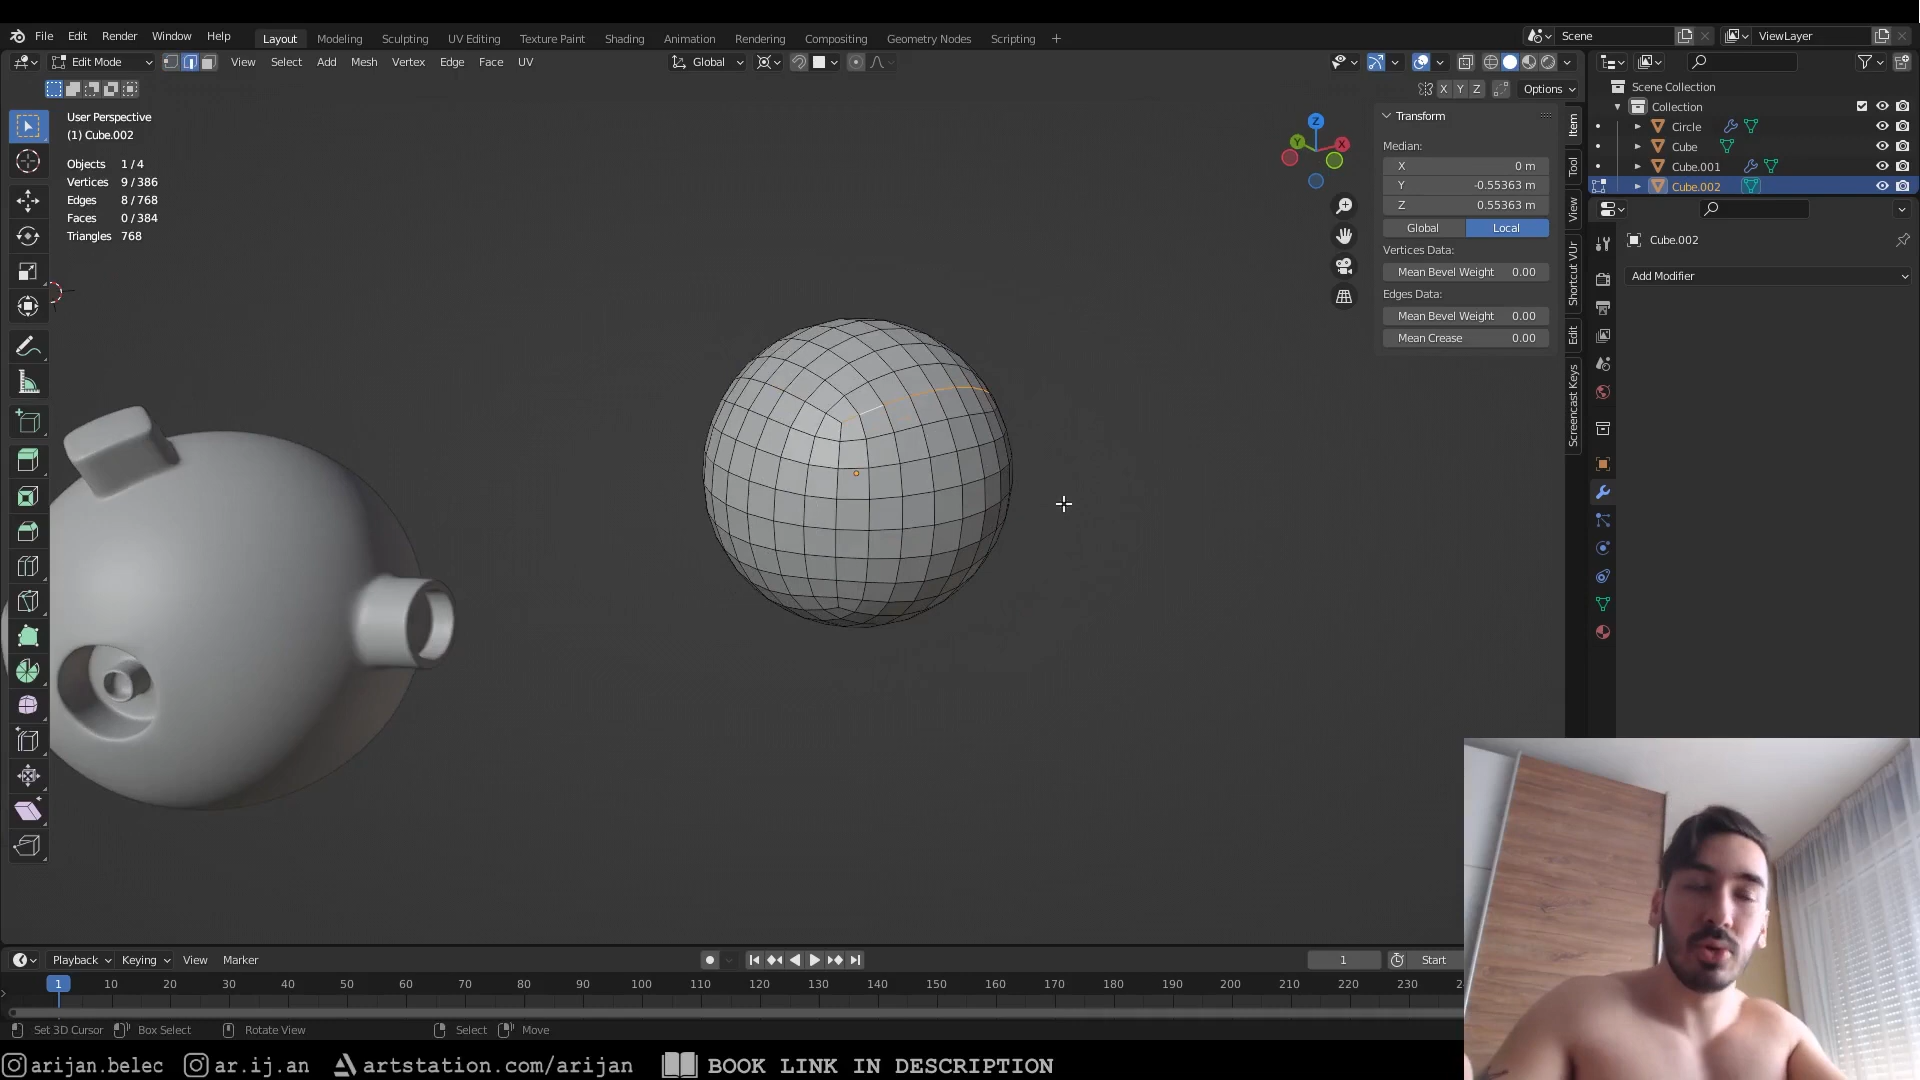 File Edit Render Window Help Layout Modeling Sculpting UV Editing Texture Paint Shading Animation Rendering Compositing Geometry Nodes Scripting + Scene ViewLayer
Edit Mode View Select Add Mesh Vertex Edge Face UV Global
X Y Z Options
User Perspective
(1) Cube.002
Objects 1 / 4
Vertices 9 / 386
Edges 8 / 768
Faces 0 / 384
Triangles 768
Z
Y
X
Transform
Median:
X 0 m
Y -0.55363 m
Z 0.55363 m
Global Local
Vertices Data:
Mean Bevel Weight 0.00
Edges Data:
Mean Bevel Weight 0.00
Mean Crease 0.00
Item
Tool
View
Shortcut VUr
Edit
Screencast Keys
Scene Collection
Collection
Circle
Cube
Cube.001
Cube.002
Cube.002
Add Modifier
Playback Keying View Marker 1 Start
1 10 20 30 40 50 60 70 80 90 100 110 120 130 140 150 160 170 180 190 200 210 220 230
Set 3D Cursor Box Select Rotate View Select Move
arijan.belec ar.ij.an artstation.com/arijan BOOK LINK IN DESCRIPTION